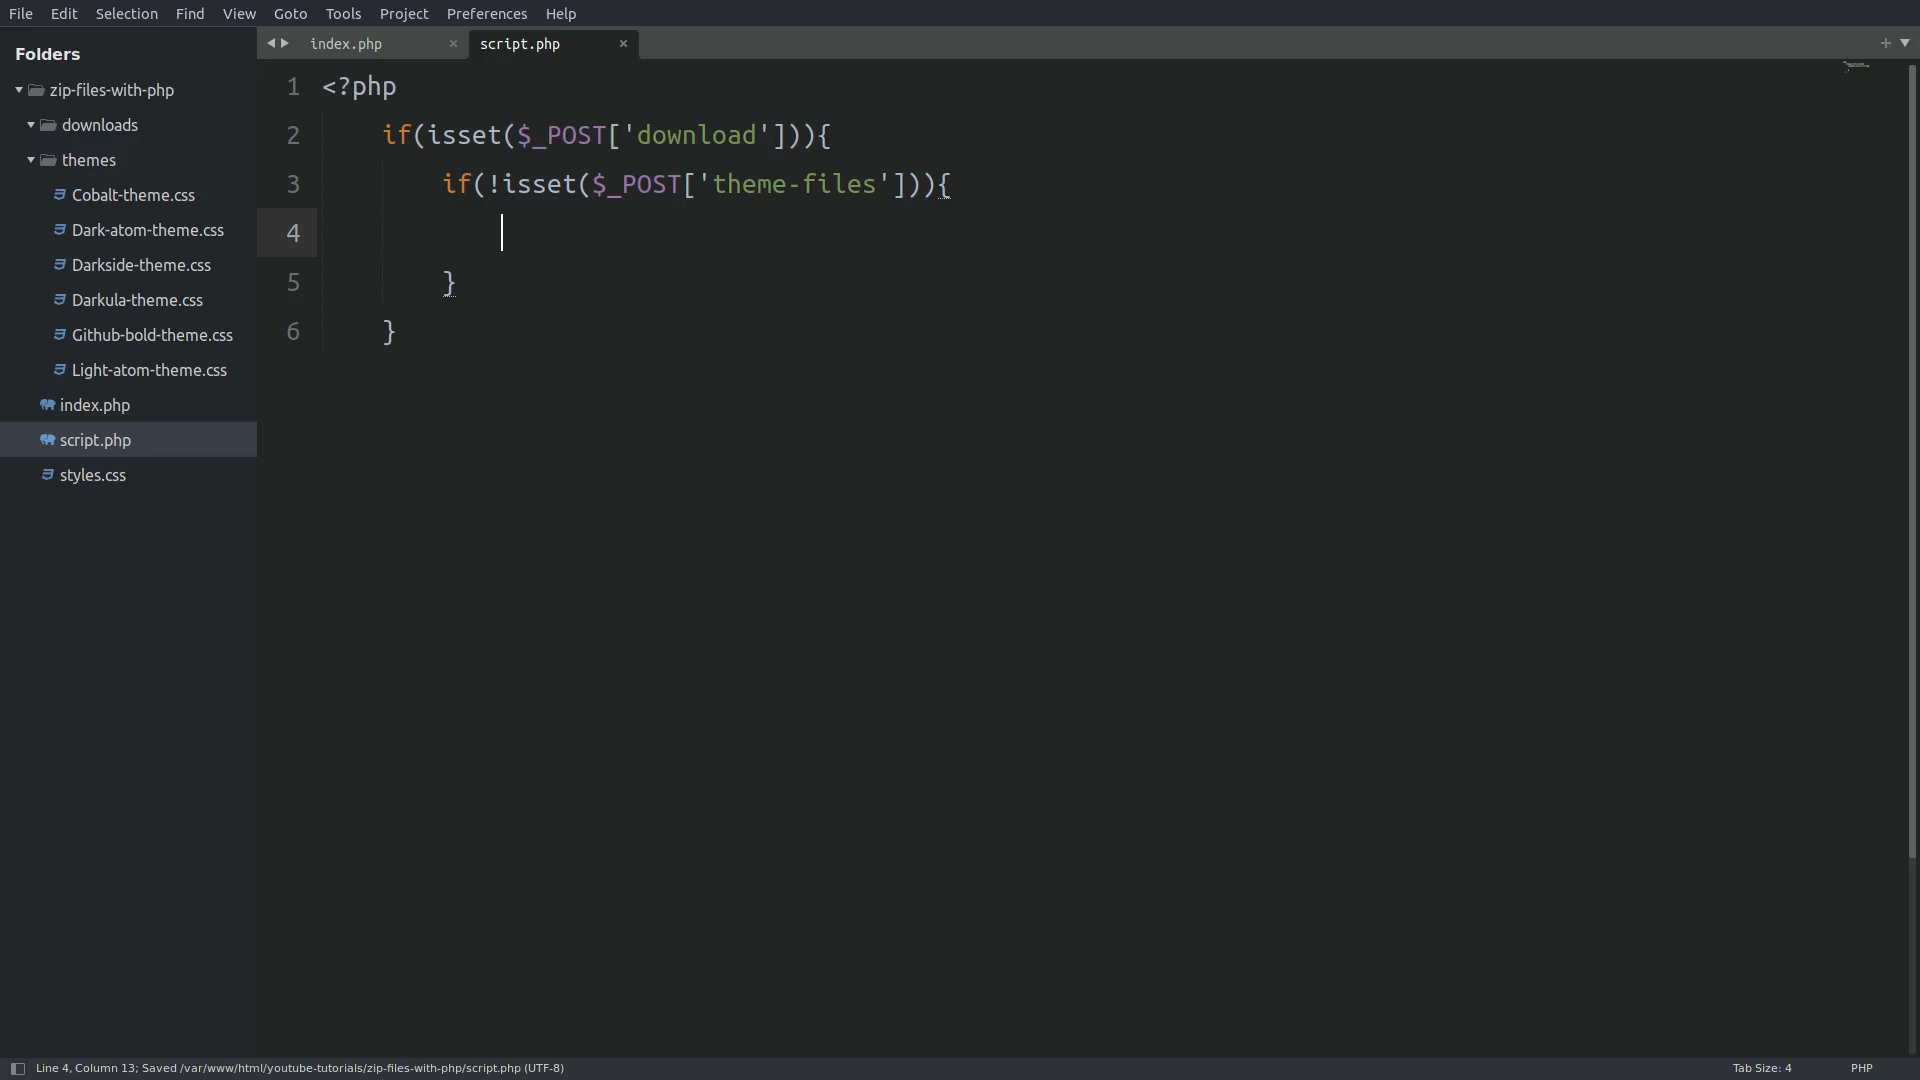 File Edit Selection Find View Goto Tools Project Preferences Help
Folders
zip-files-with-php
downloads
themes
Cobalt-theme.css
Dark-atom-theme.css
Darkside-theme.css
Darkula-theme.css
Github-bold-theme.css
Light-atom-theme.css
index.php
script.php
styles.css
index.php × script.php ×
1 <?php
2 if(isset($_POST['download'])){
3 if(!isset($_POST['theme-files'])){
4
5 }
6 }
Line 4, Column 13; Saved /var/www/html/youtube-tutorials/zip-files-with-php/script.php (UTF-8) Tab Size: 4 PHP